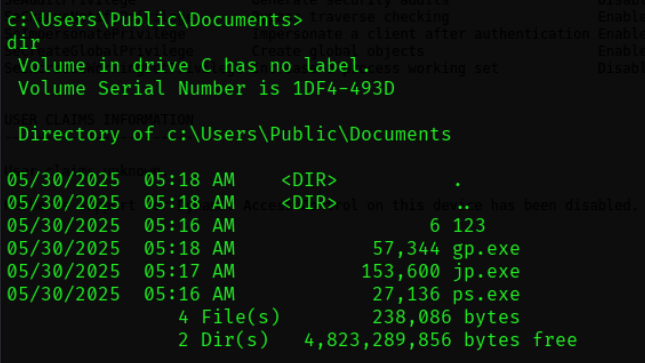 c:\Users\Public\Documents>
dir
 Volume in drive C has no label.
 Volume Serial Number is 1DF4-493D

 Directory of c:\Users\Public\Documents

05/30/2025  05:18 AM    <DIR>          .
05/30/2025  05:18 AM    <DIR>          ..
05/30/2025  05:16 AM                 6 123
05/30/2025  05:18 AM            57,344 gp.exe
05/30/2025  05:17 AM           153,600 jp.exe
05/30/2025  05:16 AM            27,136 ps.exe
               4 File(s)        238,086 bytes
               2 Dir(s)   4,823,289,856 bytes free